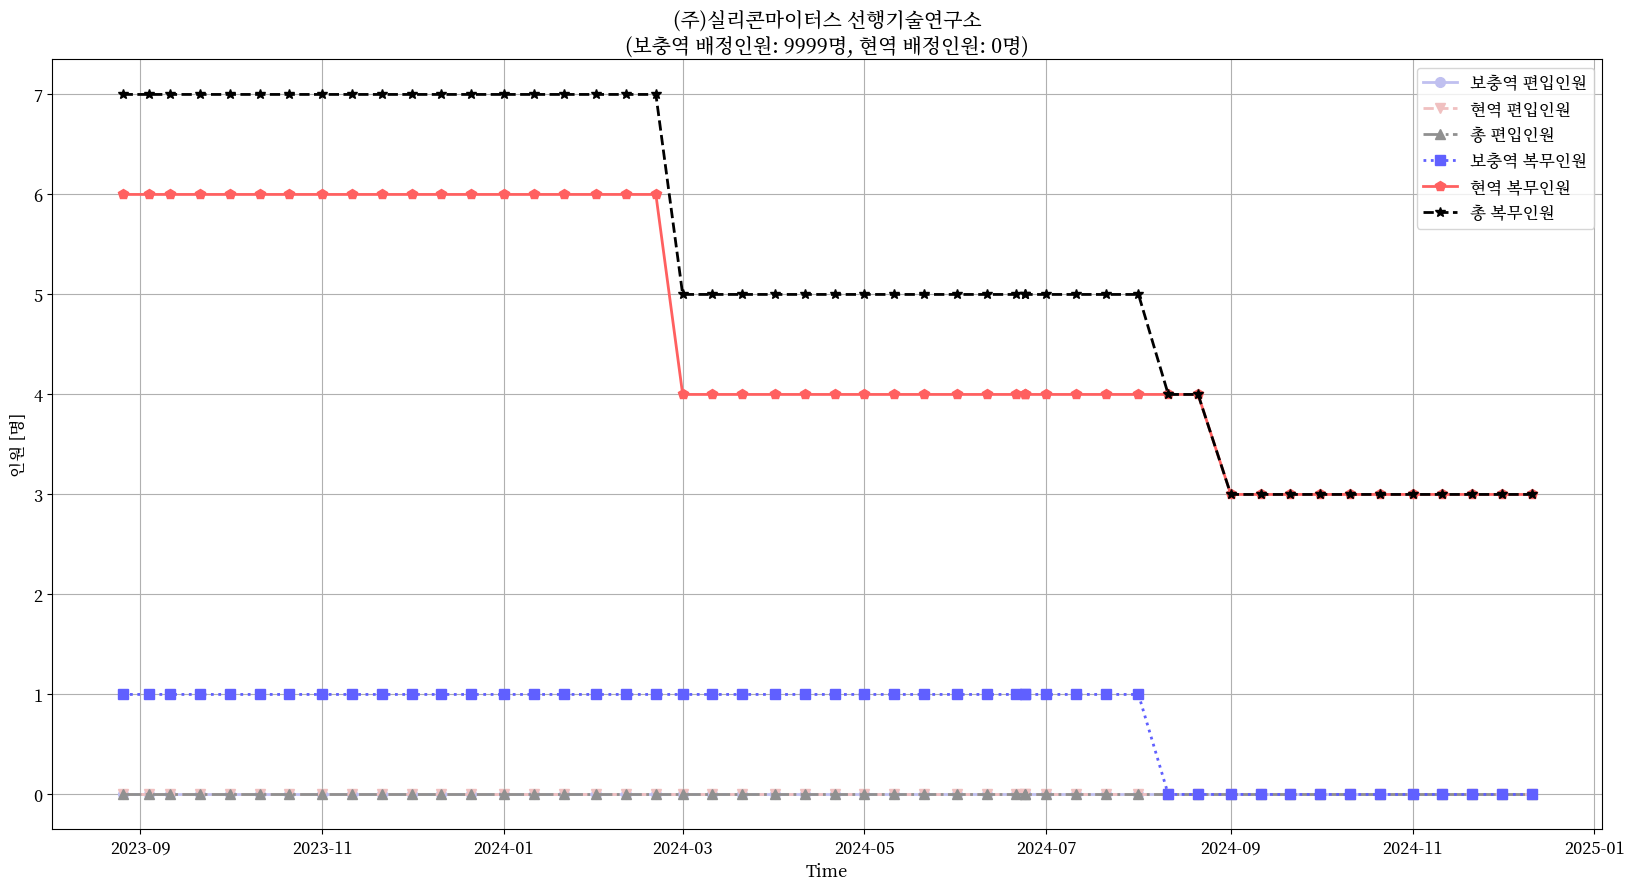 (주)실리콘마이터스 선행기술연구소
(보충역 배정인원: 9999명, 현역 배정인원: 0명)
보충역 편입인원
현역 편입인원
총 편입인원
보충역 복무인원
현역 복무인원
총 복무인원
7
6
5
4
3
2
1
0
인원 [명]
2023-09
2023-11
2024-01
2024-03
2024-05
2024-07
2024-09
2024-11
2025-01
Time